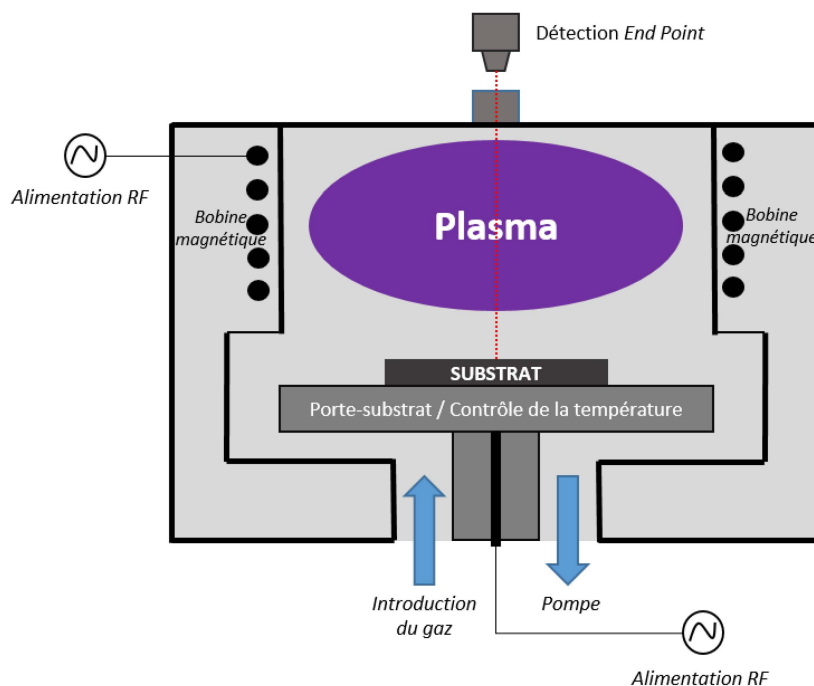 Détection End Point
Alimentation RF
Bobine
magnétique
Plasma
Bobine
magnétique
SUBSTRAT
Porte-substrat / Contrôle de la température
Introduction
du gaz
Pompe
Alimentation RF